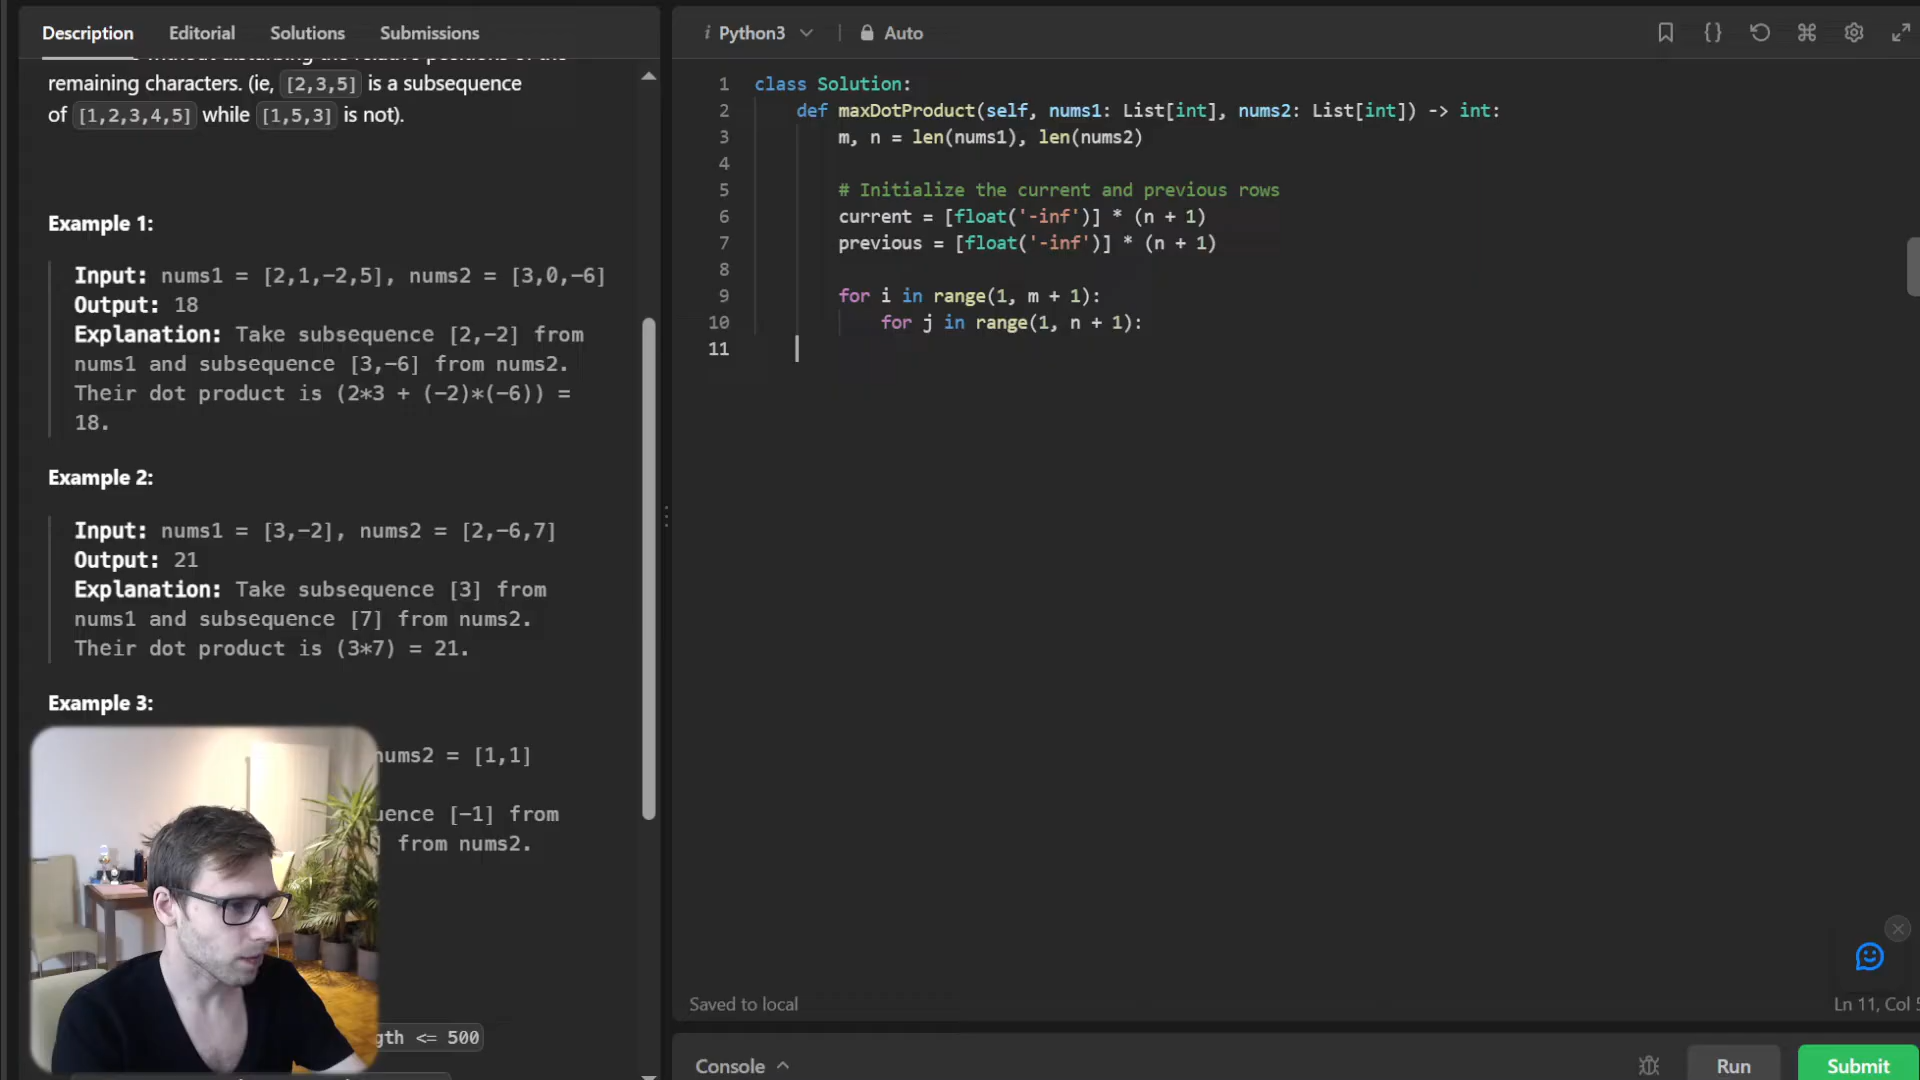 Description
Editorial
Solutions
Submissions
remaining characters. (ie, [2,3,5] is a subsequence
of [1,2,3,4,5] while [1,5,3] is not).
Example 1:
Input: nums1 = [2,1,-2,5], nums2 = [3,0,-6]
Output: 18
Explanation: Take subsequence [2,-2] from
nums1 and subsequence [3,-6] from nums2.
Their dot product is (2*3 + (-2)*(-6)) =
18.
Example 2:
Input: nums1 = [3,-2], nums2 = [2,-6,7]
Output: 21
Explanation: Take subsequence [3] from
nums1 and subsequence [7] from nums2.
Their dot product is (3*7) = 21.
Example 3:
nums2 = [1,1]
[-1] from
from nums2.
<= 500
i Python3
Auto
1 class Solution:
2 def maxDotProduct(self, nums1: List[int], nums2: List[int]) -> int:
3 m, n = len(nums1), len(nums2)
4
5 # Initialize the current and previous rows
6 current = [float('-inf')] * (n + 1)
7 previous = [float('-inf')] * (n + 1)
8
9 for i in range(1, m + 1):
10 for j in range(1, n + 1):
11
Saved to local
Ln 11, Col
Console
Run
Submit